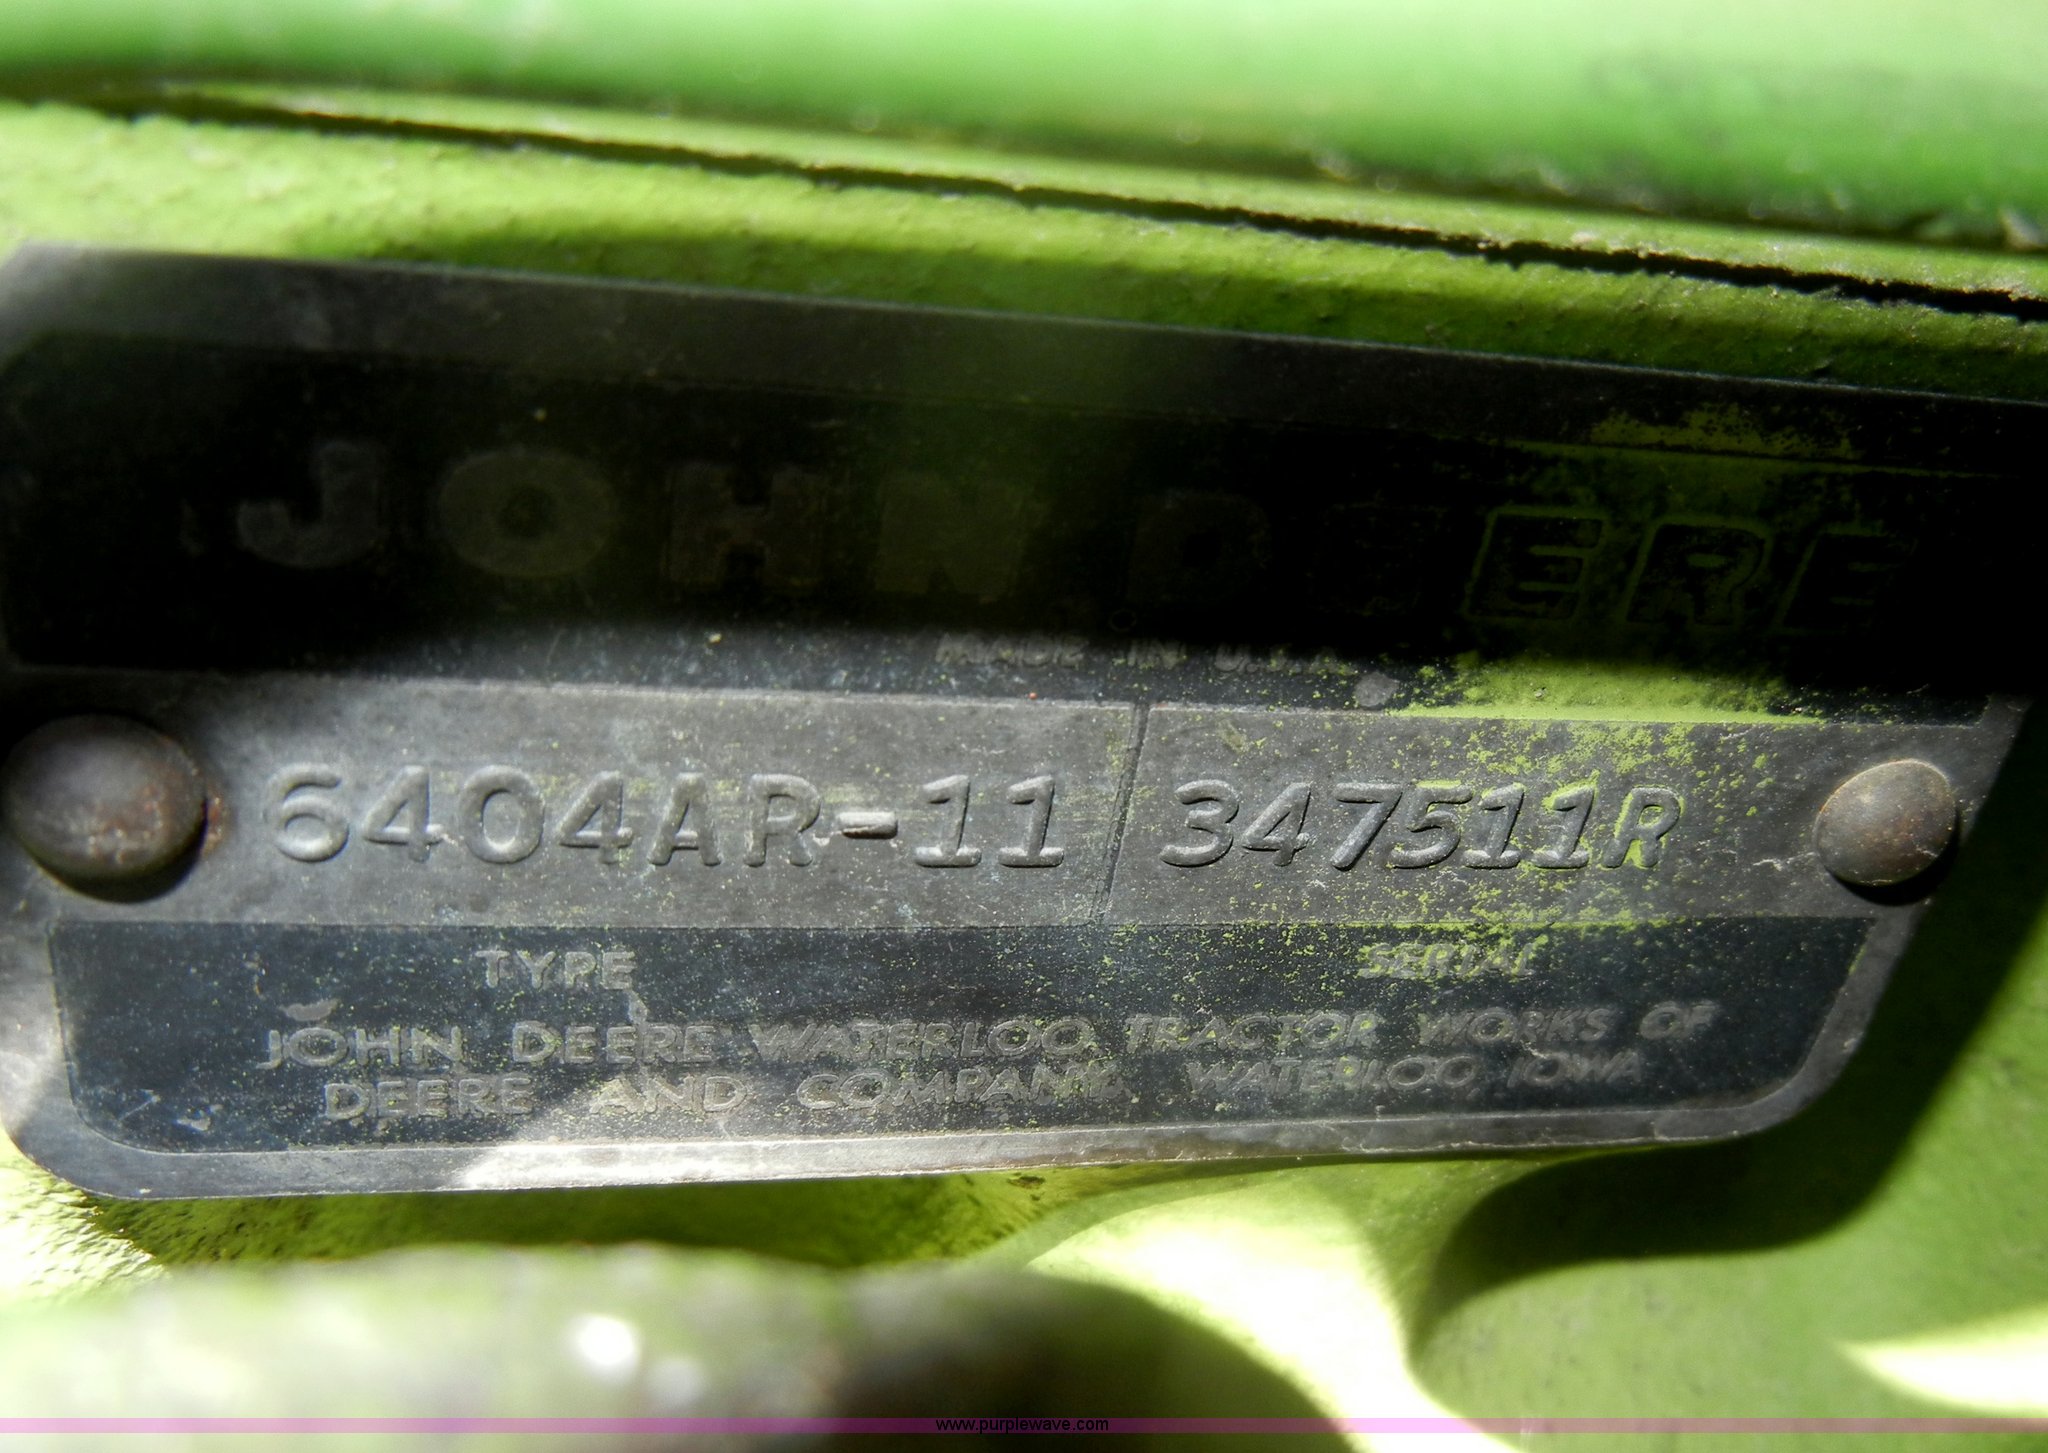 JOHN DEERE
MADE IN U.S.A.
6404AR-11 347511R
TYPE SERIAL
JOHN DEERE WATERLOO TRACTOR WORKS OF
DEERE AND COMPANY, WATERLOO, IOWA
www.purplewave.com